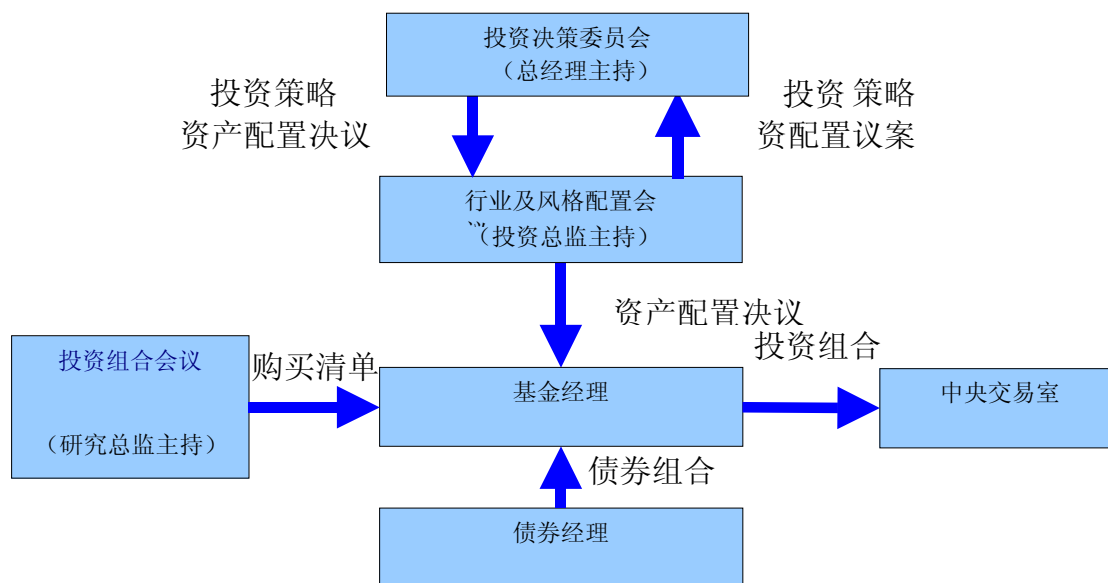 投资决策委员会
（总经理主持）
投资策略
资产配置决议
投资 策略
资配置议案
行业及风格配置会
（投资总监主持）
资产配置决议
投资组合会议
（研究总监主持）
购买清单
基金经理
投资组合
中央交易室
债券组合
债券经理